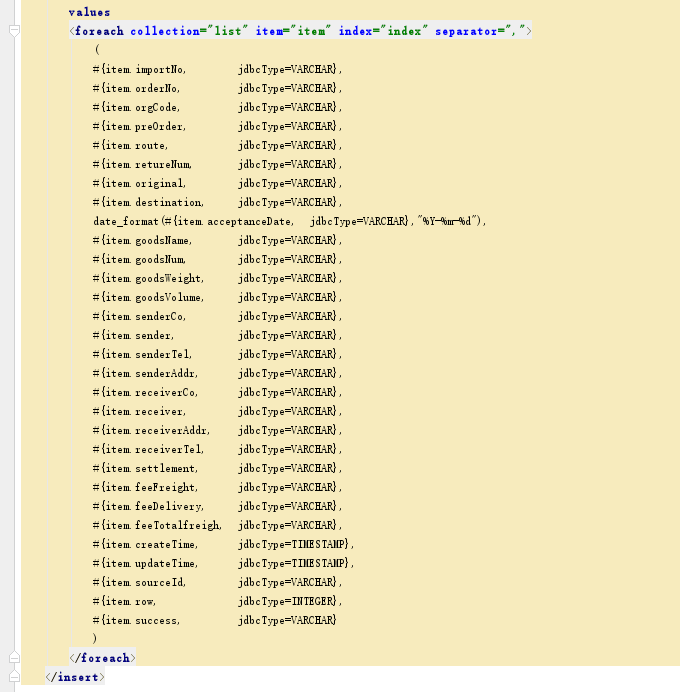 values
<foreach collection="list" item="item" index="index" separator=",">
(
#{item.importNo, jdbcType=VARCHAR},
#{item.orderNo, jdbcType=VARCHAR},
#{item.orgCode, jdbcType=VARCHAR},
#{item.preOrder, jdbcType=VARCHAR},
#{item.route, jdbcType=VARCHAR},
#{item.retureNum, jdbcType=VARCHAR},
#{item.original, jdbcType=VARCHAR},
#{item.destination, jdbcType=VARCHAR},
date_format(#{item.acceptanceDate, jdbcType=VARCHAR},"%Y-%m-%d"),
#{item.goodsName, jdbcType=VARCHAR},
#{item.goodsNum, jdbcType=VARCHAR},
#{item.goodsWeight, jdbcType=VARCHAR},
#{item.goodsVolume, jdbcType=VARCHAR},
#{item.senderCo, jdbcType=VARCHAR},
#{item.sender, jdbcType=VARCHAR},
#{item.senderTel, jdbcType=VARCHAR},
#{item.senderAddr, jdbcType=VARCHAR},
#{item.receiverCo, jdbcType=VARCHAR},
#{item.receiver, jdbcType=VARCHAR},
#{item.receiverAddr, jdbcType=VARCHAR},
#{item.receiverTel, jdbcType=VARCHAR},
#{item.settlement, jdbcType=VARCHAR},
#{item.feeFreight, jdbcType=VARCHAR},
#{item.feeDelivery, jdbcType=VARCHAR},
#{item.feeTotalfreigh, jdbcType=VARCHAR},
#{item.createTime, jdbcType=TIMESTAMP},
#{item.updateTime, jdbcType=TIMESTAMP},
#{item.sourceId, jdbcType=VARCHAR},
#{item.row, jdbcType=INTEGER},
#{item.success, jdbcType=VARCHAR}
)
</foreach>
</insert>